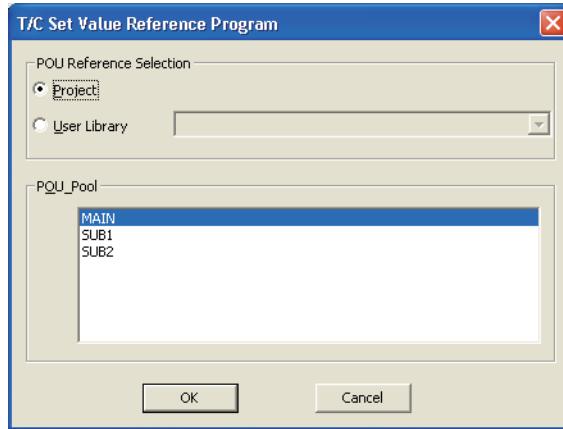 T/C Set Value Reference Program
POU Reference Selection
Project
User Library
POU_Pool
MAIN
SUB1
SUB2
OK Cancel